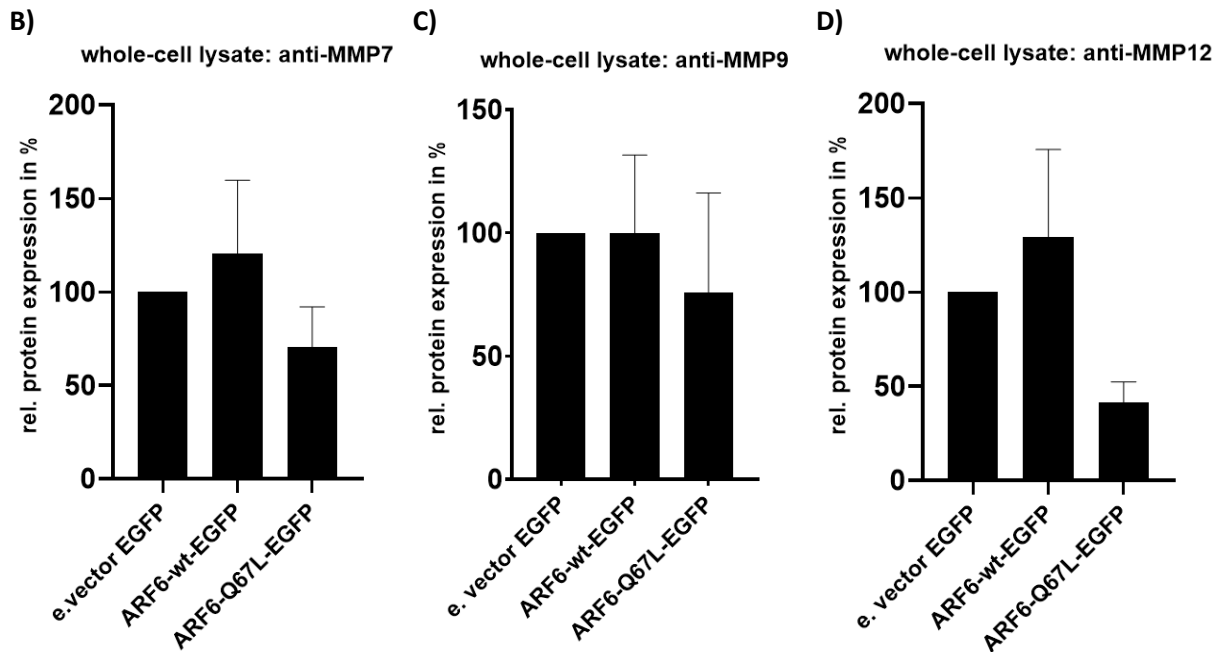 B)
whole-cell lysate: anti-MMP7
rel. protein expression in %
200
150
100
50
0
e.vector EGFP
ARF6-wt-EGFP
ARF6-Q67L-EGFP
C)
whole-cell lysate: anti-MMP9
rel. protein expression in %
150
100
50
0
e. vector EGFP
ARF6-wt-EGFP
ARF6-Q67L-EGFP
D)
whole-cell lysate: anti-MMP12
rel. protein expression in %
200
150
100
50
0
e. vector EGFP
ARF6-wt-EGFP
ARF6-Q67L-EGFP